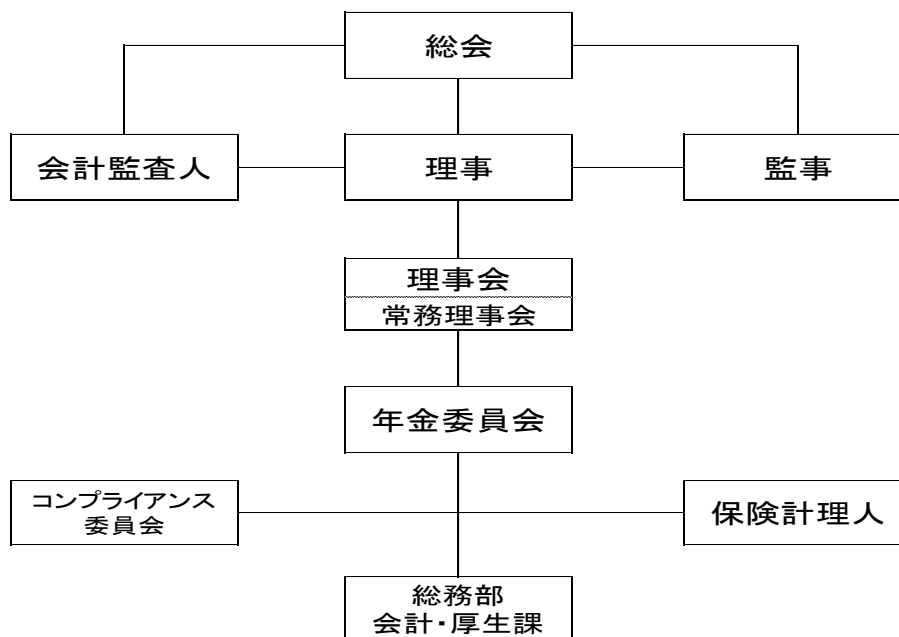 総会
会計監査人
理事
監事
理事会
常務理事会
年金委員会
コンプライアンス
委員会
保険計理人
総務部
会計・厚生課